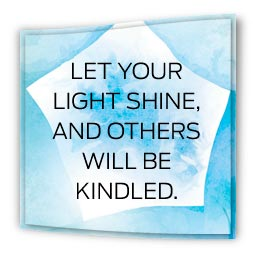 LET YOUR
LIGHT SHINE,
AND OTHERS
WILL BE
KINDLED.